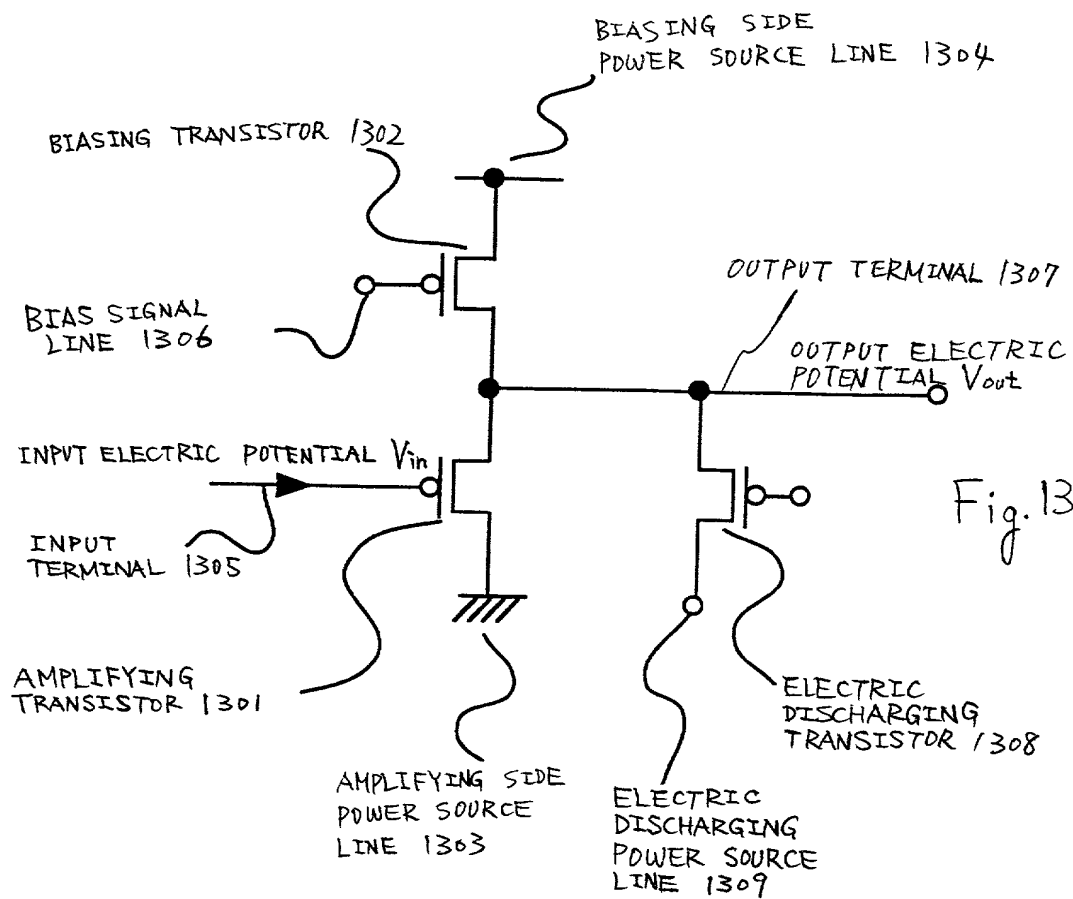 BIASING SIDE
POWER SOURCE LINE 1304
BIASING TRANSISTOR 1302
OUTPUT TERMINAL 1307
BIAS SIGNAL
LINE 1306
OUTPUT ELECTRIC
POTENTIAL Vout
INPUT ELECTRIC POTENTIAL Vin
Fig.13
INPUT
TERMINAL 1305
AMPLIFYING
TRANSISTOR 1301
ELECTRIC
DISCHARGING
TRANSISTOR 1308
AMPLIFYING SIDE
POWER SOURCE
LINE 1303
ELECTRIC
DISCHARGING
POWER SOURCE
LINE 1309